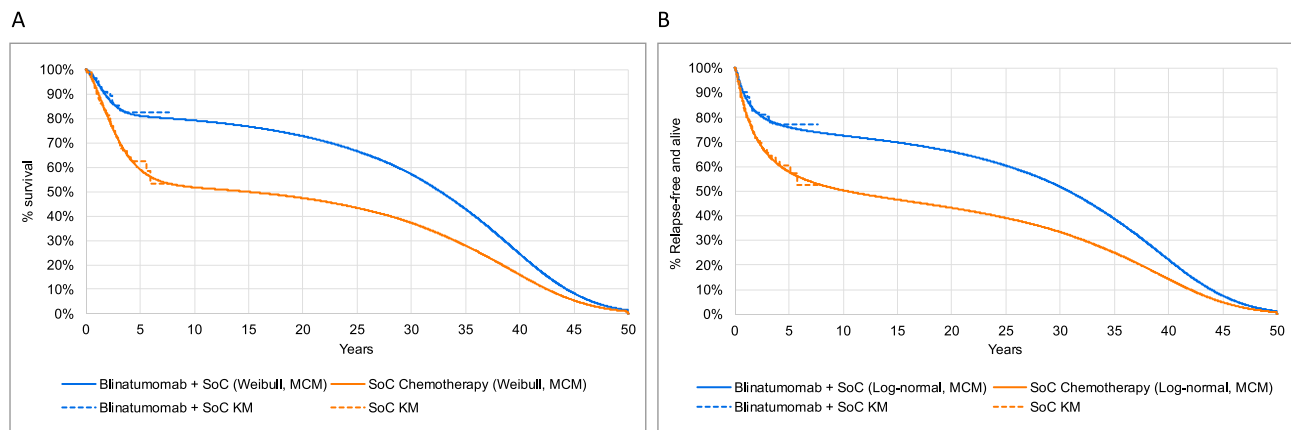 A
100%
90%
80%
70%
60%
50%
40%
30%
20%
10%
0%
% survival
0 5 10 15 20 25 30 35 40 45 50
Years
Blinatumomab + SoC (Weibull, MCM) SoC Chemotherapy (Weibull, MCM)
Blinatumomab + SoC KM SoC KM
B
100%
90%
80%
70%
60%
50%
40%
30%
20%
10%
0%
% Relapse-free and alive
0 5 10 15 20 25 30 35 40 45 50
Years
Blinatumomab + SoC (Log-normal, MCM) SoC Chemotherapy (Log-normal, MCM)
Blinatumomab + SoC KM SoC KM